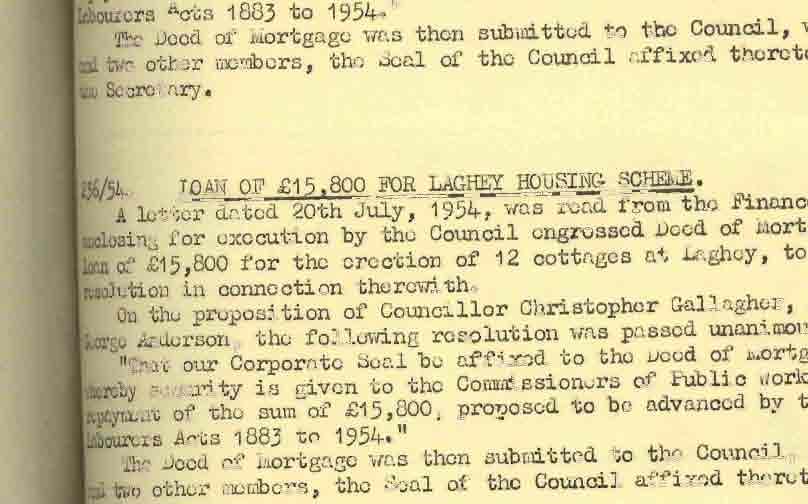 Labourers Acts 1883 to 1954."
The Deed of Mortgage was then submitted to the Council,
and two other members, the Seal of the Council affixed
Secretary.
256/54. LOAN OF £15,800 FOR LAGHEY HOUSING SCHEME.
A letter dated 20th July, 1954, was read from the Finance
enclosing for execution by the Council engrossed Deed of
loan of £15,800 for the erection of 12 cottages at Laghey, to
resolution in connection therewith.
On the proposition of Councillor Christopher Gallagher,
George Anderson, the following resolution was passed
"That our Corporate Seal be affixed to the Deed of
whereby security is given to the Commissioners of Public
repayment of the sum of £15,800, proposed to be advanced by
Labourers Acts 1883 to 1954."
The Deed of Mortgage was then submitted to the Council
and two other members, the Seal of the Council affixed